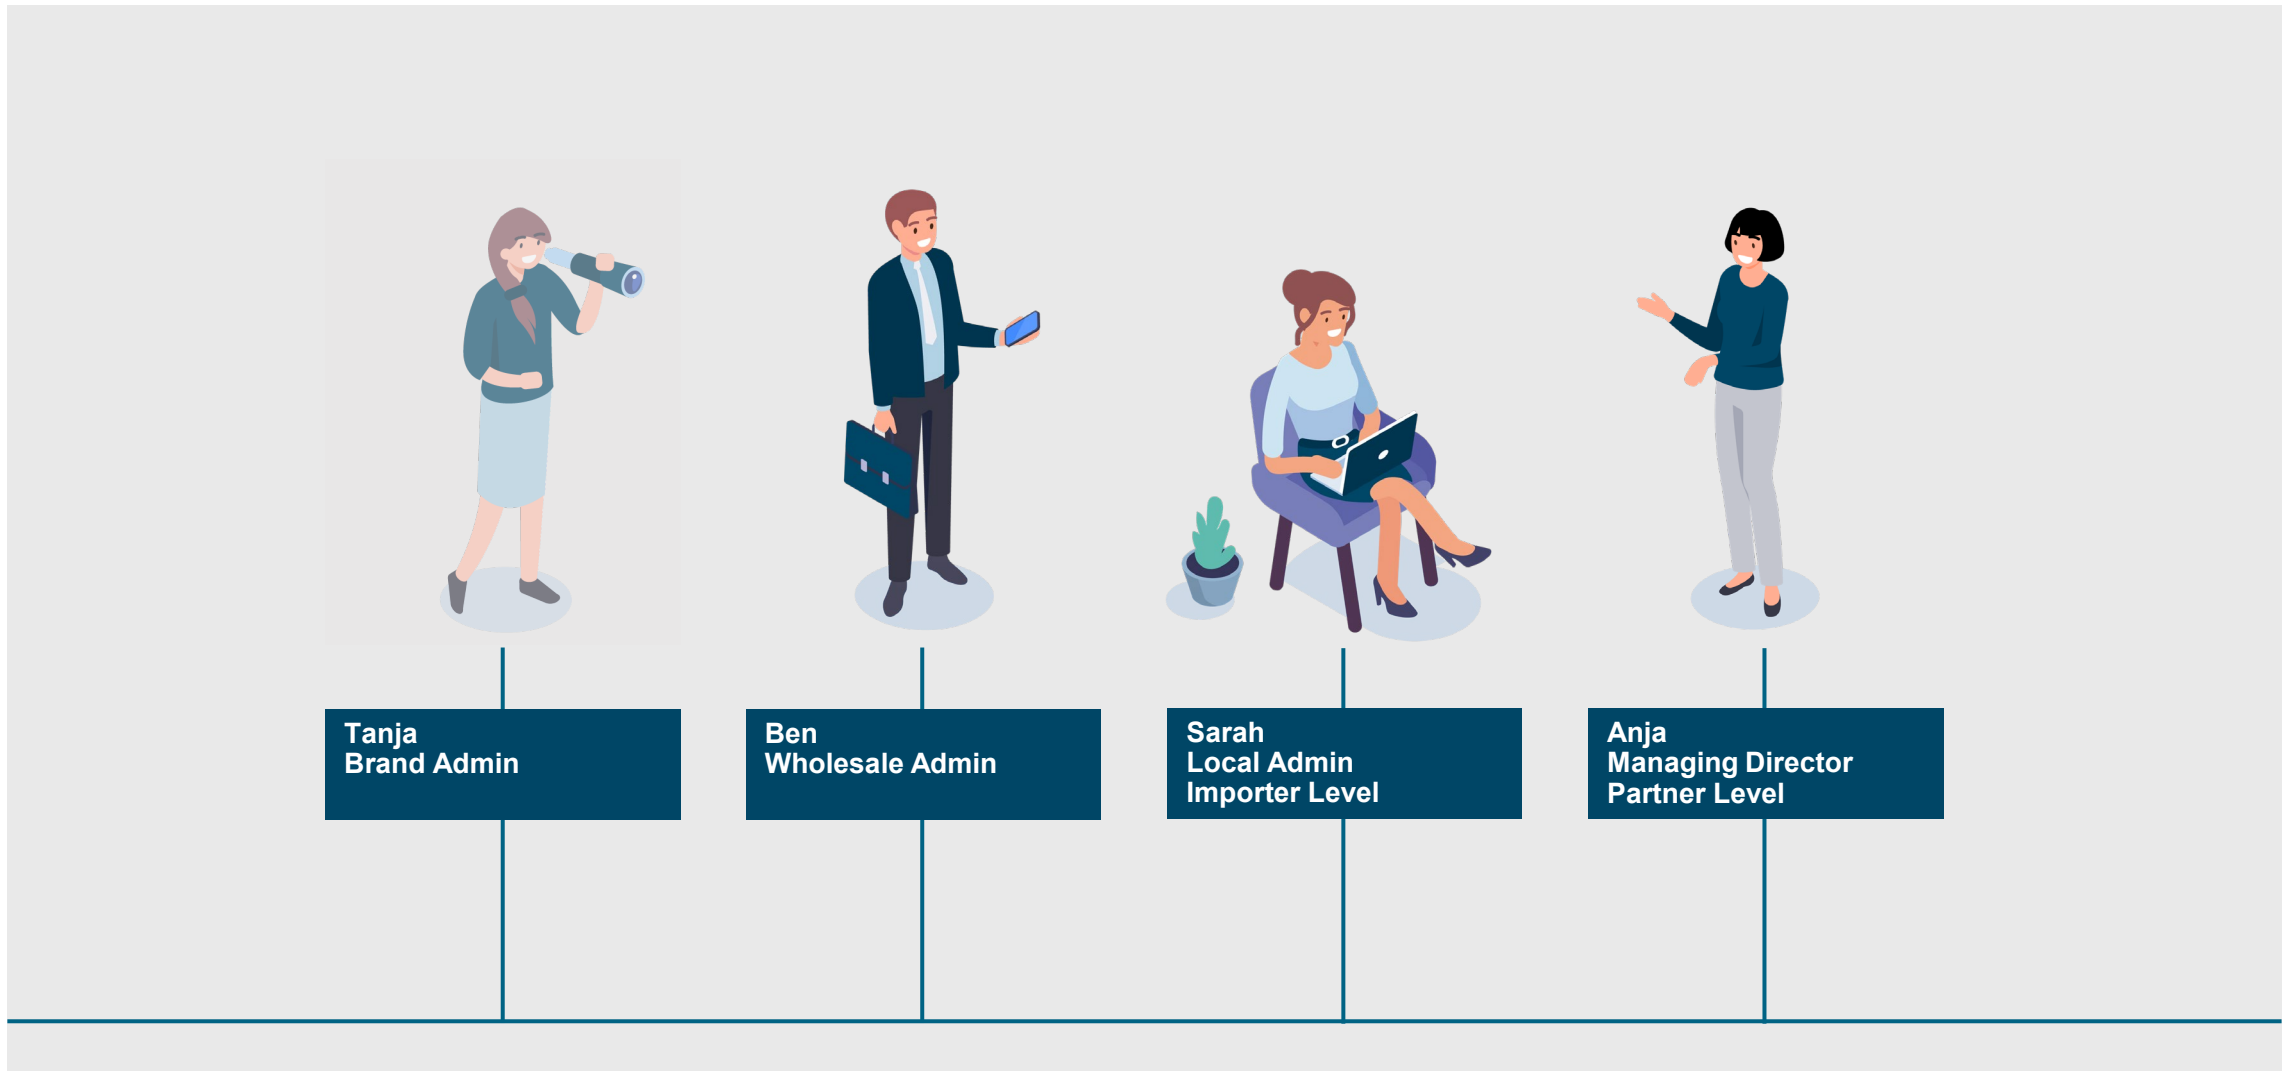 Tanja
Brand Admin
Ben
Wholesale Admin
Sarah
Local Admin
Importer Level
Anja
Managing Director
Partner Level